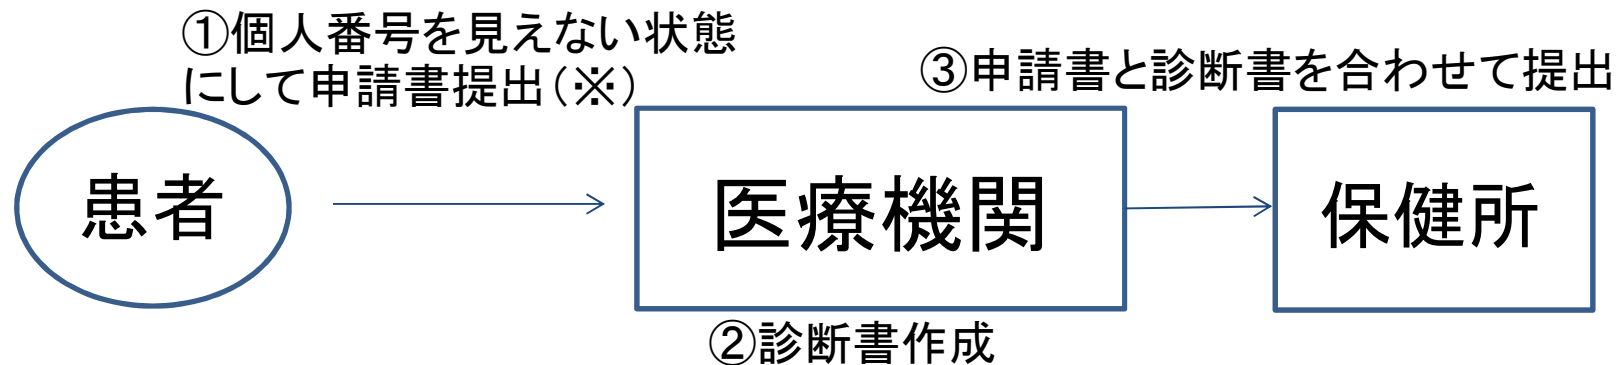 ①個人番号を見えない状態
にして申請書提出(※)
③申請書と診断書を合わせて提出
患者
医療機関
保健所
②診断書作成